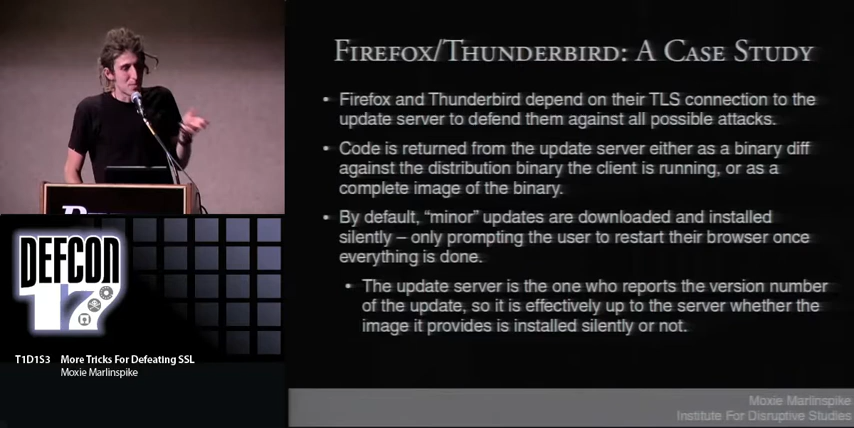 FIREFOX/THUNDERBIRD: A CASE STUDY
• Firefox and Thunderbird depend on their TLS connection to the
update server to defend them against all possible attacks.
• Code is returned from the update server either as a binary diff
against the distribution binary the client is running, or as a
complete image of the binary.
• By default, “minor” updates are downloaded and installed
silently – only prompting the user to restart their browser once
everything is done.
• The update server is the one who reports the version number
of the update, so it is effectively up to the server whether the
image it provides is installed silently or not.
DEFCON
17
T1D1S3 More Tricks For Defeating SSL
Moxie Marlinspike
Moxie Marlinspike
Institute For Disruptive Studies